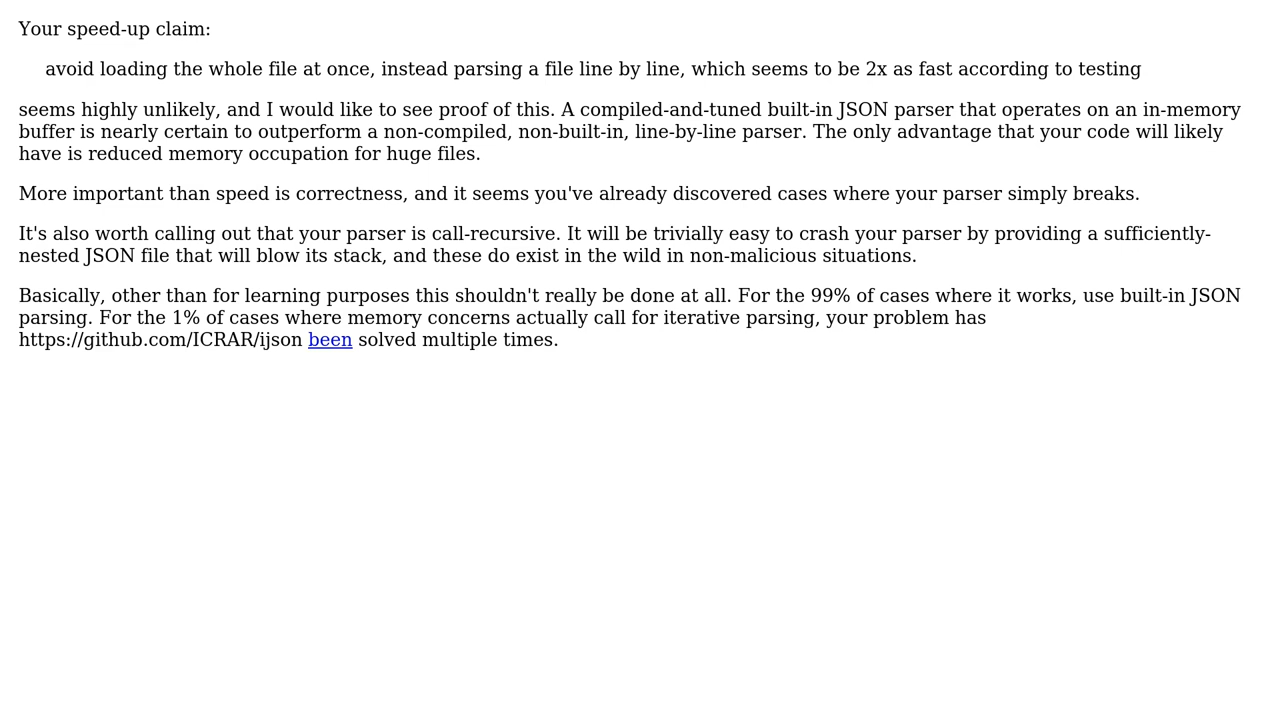 Your speed-up claim:
avoid loading the whole file at once, instead parsing a file line by line, which seems to be 2x as fast according to testing
seems highly unlikely, and I would like to see proof of this. A compiled-and-tuned built-in JSON parser that operates on an in-memory
buffer is nearly certain to outperform a non-compiled, non-built-in, line-by-line parser. The only advantage that your code will likely
have is reduced memory occupation for huge files.
More important than speed is correctness, and it seems you've already discovered cases where your parser simply breaks.
It's also worth calling out that your parser is call-recursive. It will be trivially easy to crash your parser by providing a sufficiently-
nested JSON file that will blow its stack, and these do exist in the wild in non-malicious situations.
Basically, other than for learning purposes this shouldn't really be done at all. For the 99% of cases where it works, use built-in JSON
parsing. For the 1% of cases where memory concerns actually call for iterative parsing, your problem has
https://github.com/ICRAR/ijson been solved multiple times.